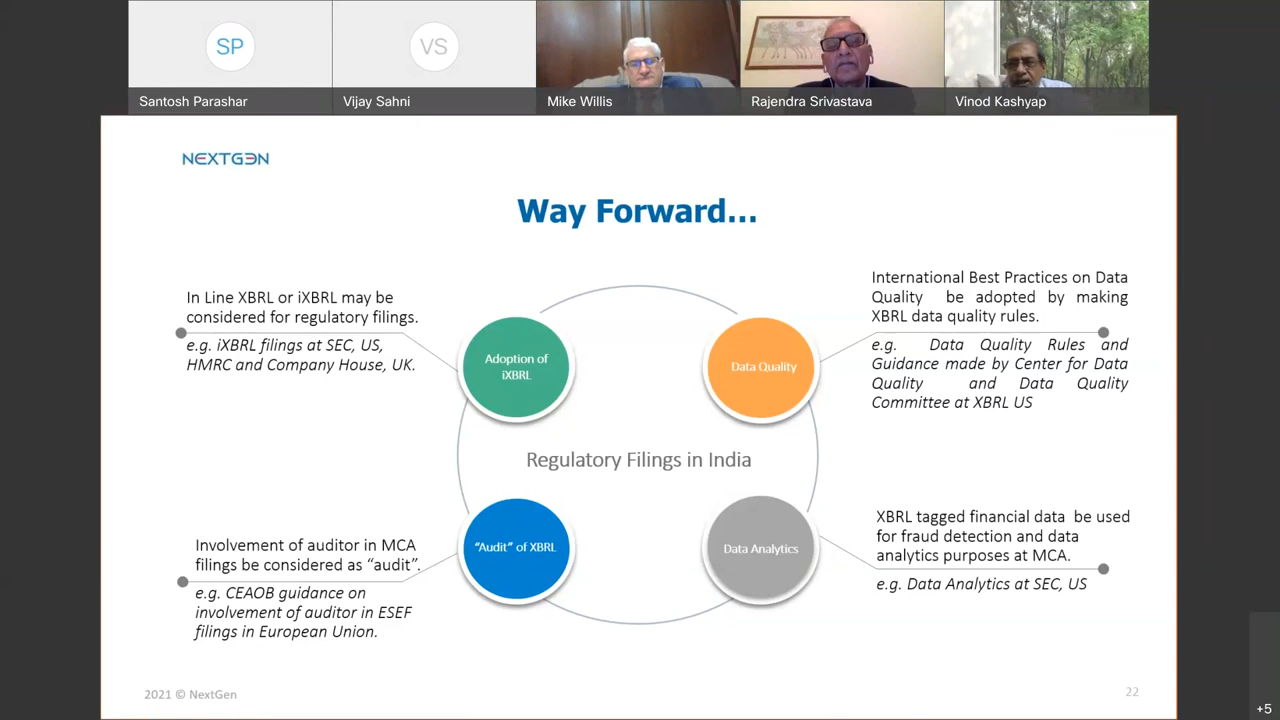 SP
VS
Santosh Parashar
Vijay Sahni
Mike Willis
Rajendra Srivastava
Vinod Kashyap
NEXTGEN
Way Forward...
In Line XBRL or iXBRL may be
considered for regulatory filings.
e.g. iXBRL filings at SEC, US,
HMRC and Company House, UK.
Adoption of
iXBRL
Data Quality
International Best Practices on Data
Quality be adopted by making
XBRL data quality rules.
e.g. Data Quality Rules and
Guidance made by Center for Data
Quality and Data Quality
Committee at XBRL US
Regulatory Filings in India
Involvement of auditor in MCA
filings be considered as “audit”.
e.g. CEAOB guidance on
involvement of auditor in ESEF
filings in European Union.
“Audit” of XBRL
Data Analytics
XBRL tagged financial data be used
for fraud detection and data
analytics purposes at MCA.
e.g. Data Analytics at SEC, US
2021 © NextGen
22
+5